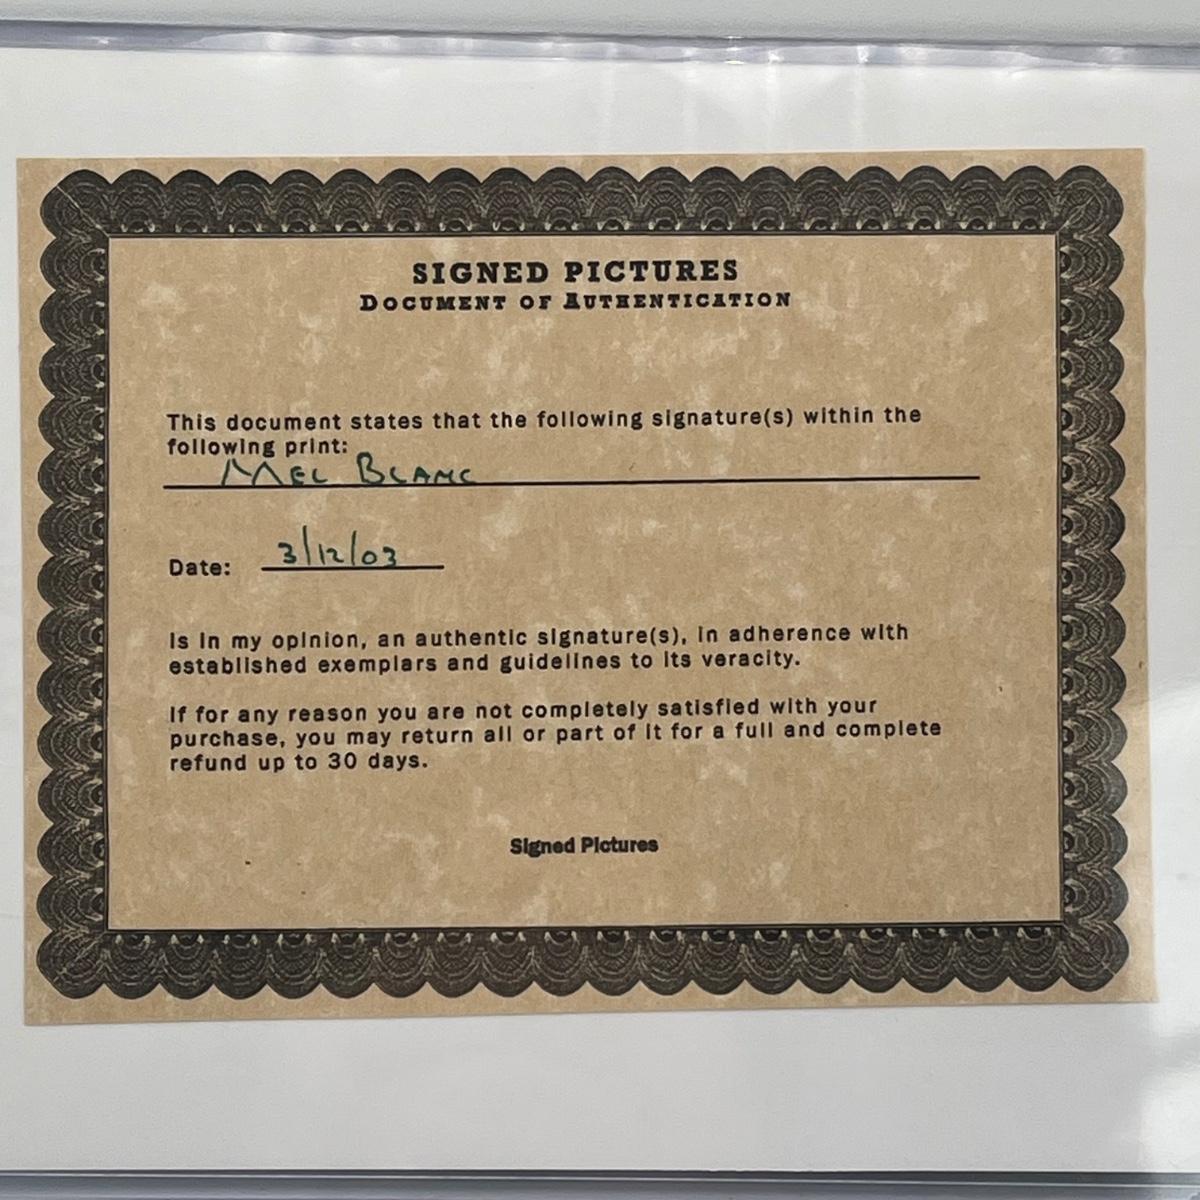 SIGNED PICTURES
DOCUMENT OF AUTHENTICATION
This document states that the following signature(s) within the
following print:
MEL BLANC
Date: 3/12/03
Is in my opinion, an authentic signature(s), in adherence with
established exemplars and guidelines to its veracity.
If for any reason you are not completely satisfied with your
purchase, you may return all or part of it for a full and complete
refund up to 30 days.
Signed Pictures